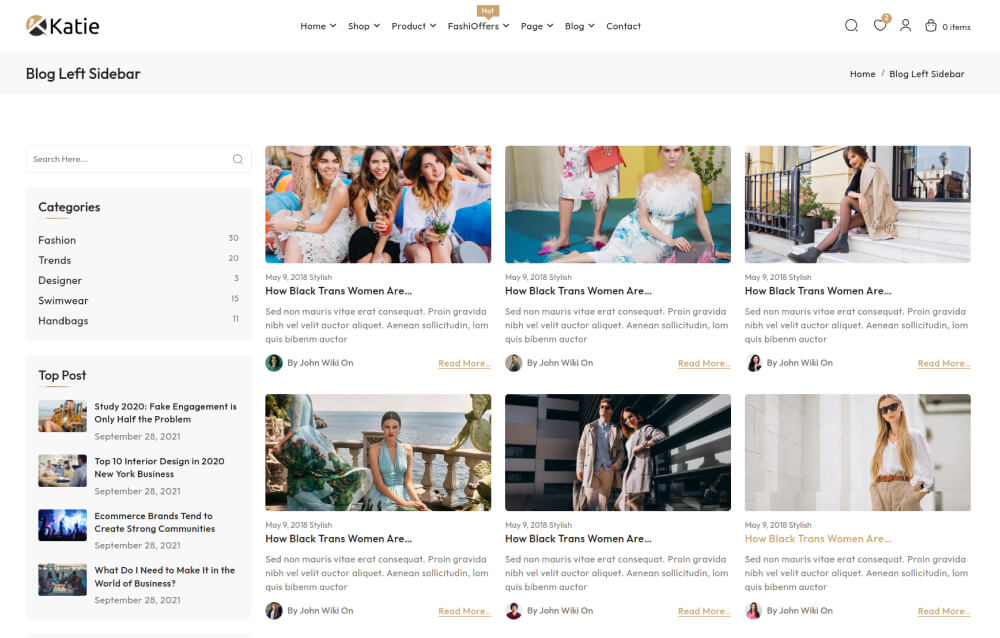 Katie
Home
Shop
Product
FashiOffers
Hot
Page
Blog
Contact
2
0 items
Blog Left Sidebar
Home / Blog Left Sidebar
Search Here...
Categories
Fashion 30
Trends 20
Designer 3
Swimwear 15
Handbags 11
Top Post
Study 2020: Fake Engagement is
Only Half the Problem
September 28, 2021
Top 10 Interior Design in 2020
New York Business
September 28, 2021
Ecommerce Brands Tend to
Create Strong Communities
September 28, 2021
What Do I Need to Make It in the
World of Business?
September 28, 2021
May 9, 2018 Stylish
How Black Trans Women Are...
Sed non mauris vitae erat consequat. Proin gravida
nibh vel velit auctor aliquet. Aenean sollicitudin, lom
quis bibenm auctor
By John Wiki On
Read More..
May 9, 2018 Stylish
How Black Trans Women Are...
Sed non mauris vitae erat consequat. Proin gravida
nibh vel velit auctor aliquet. Aenean sollicitudin, lom
quis bibenm auctor
By John Wiki On
Read More..
May 9, 2018 Stylish
How Black Trans Women Are...
Sed non mauris vitae erat consequat. Proin gravida
nibh vel velit auctor aliquet. Aenean sollicitudin, lom
quis bibenm auctor
By John Wiki On
Read More..
May 9, 2018 Stylish
How Black Trans Women Are...
Sed non mauris vitae erat consequat. Proin gravida
nibh vel velit auctor aliquet. Aenean sollicitudin, lom
quis bibenm auctor
By John Wiki On
Read More..
May 9, 2018 Stylish
How Black Trans Women Are...
Sed non mauris vitae erat consequat. Proin gravida
nibh vel velit auctor aliquet. Aenean sollicitudin, lom
quis bibenm auctor
By John Wiki On
Read More..
May 9, 2018 Stylish
How Black Trans Women Are...
Sed non mauris vitae erat consequat. Proin gravida
nibh vel velit auctor aliquet. Aenean sollicitudin, lom
quis bibenm auctor
By John Wiki On
Read More..